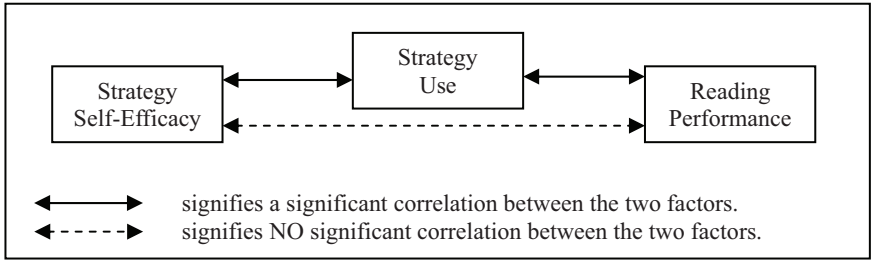 Strategy
Use
Strategy
Self-Efficacy
Reading
Performance
signifies a significant correlation between the two factors.
signifies NO significant correlation between the two factors.